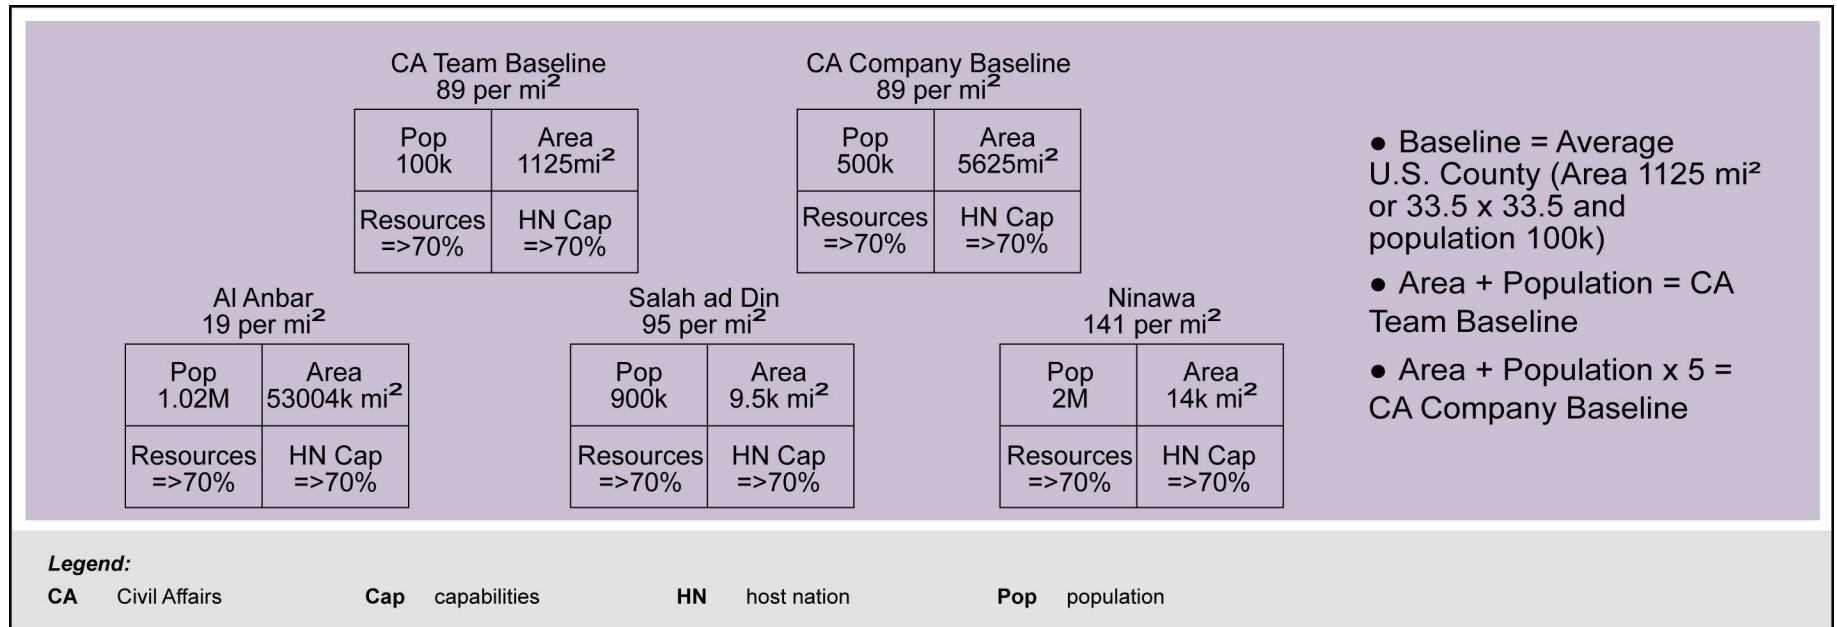 CA Team Baseline
89 per mi²
Pop
100k
Area
1125mi²
Resources
=>70%
HN Cap
=>70%
CA Company Baseline
89 per mi²
Pop
500k
Area
5625mi²
Resources
=>70%
HN Cap
=>70%
Al Anbar
19 per mi²
Pop
1.02M
Area
53004k mi²
Resources
=>70%
HN Cap
=>70%
Salah ad Din
95 per mi²
Pop
900k
Area
9.5k mi²
Resources
=>70%
HN Cap
=>70%
Ninawa
141 per mi²
Pop
2M
Area
14k mi²
Resources
=>70%
HN Cap
=>70%
● Baseline = Average
U.S. County (Area 1125 mi²
or 33.5 x 33.5 and
population 100k)
● Area + Population = CA
Team Baseline
● Area + Population x 5 =
CA Company Baseline
Legend:
CA Civil Affairs Cap capabilities HN host nation Pop population